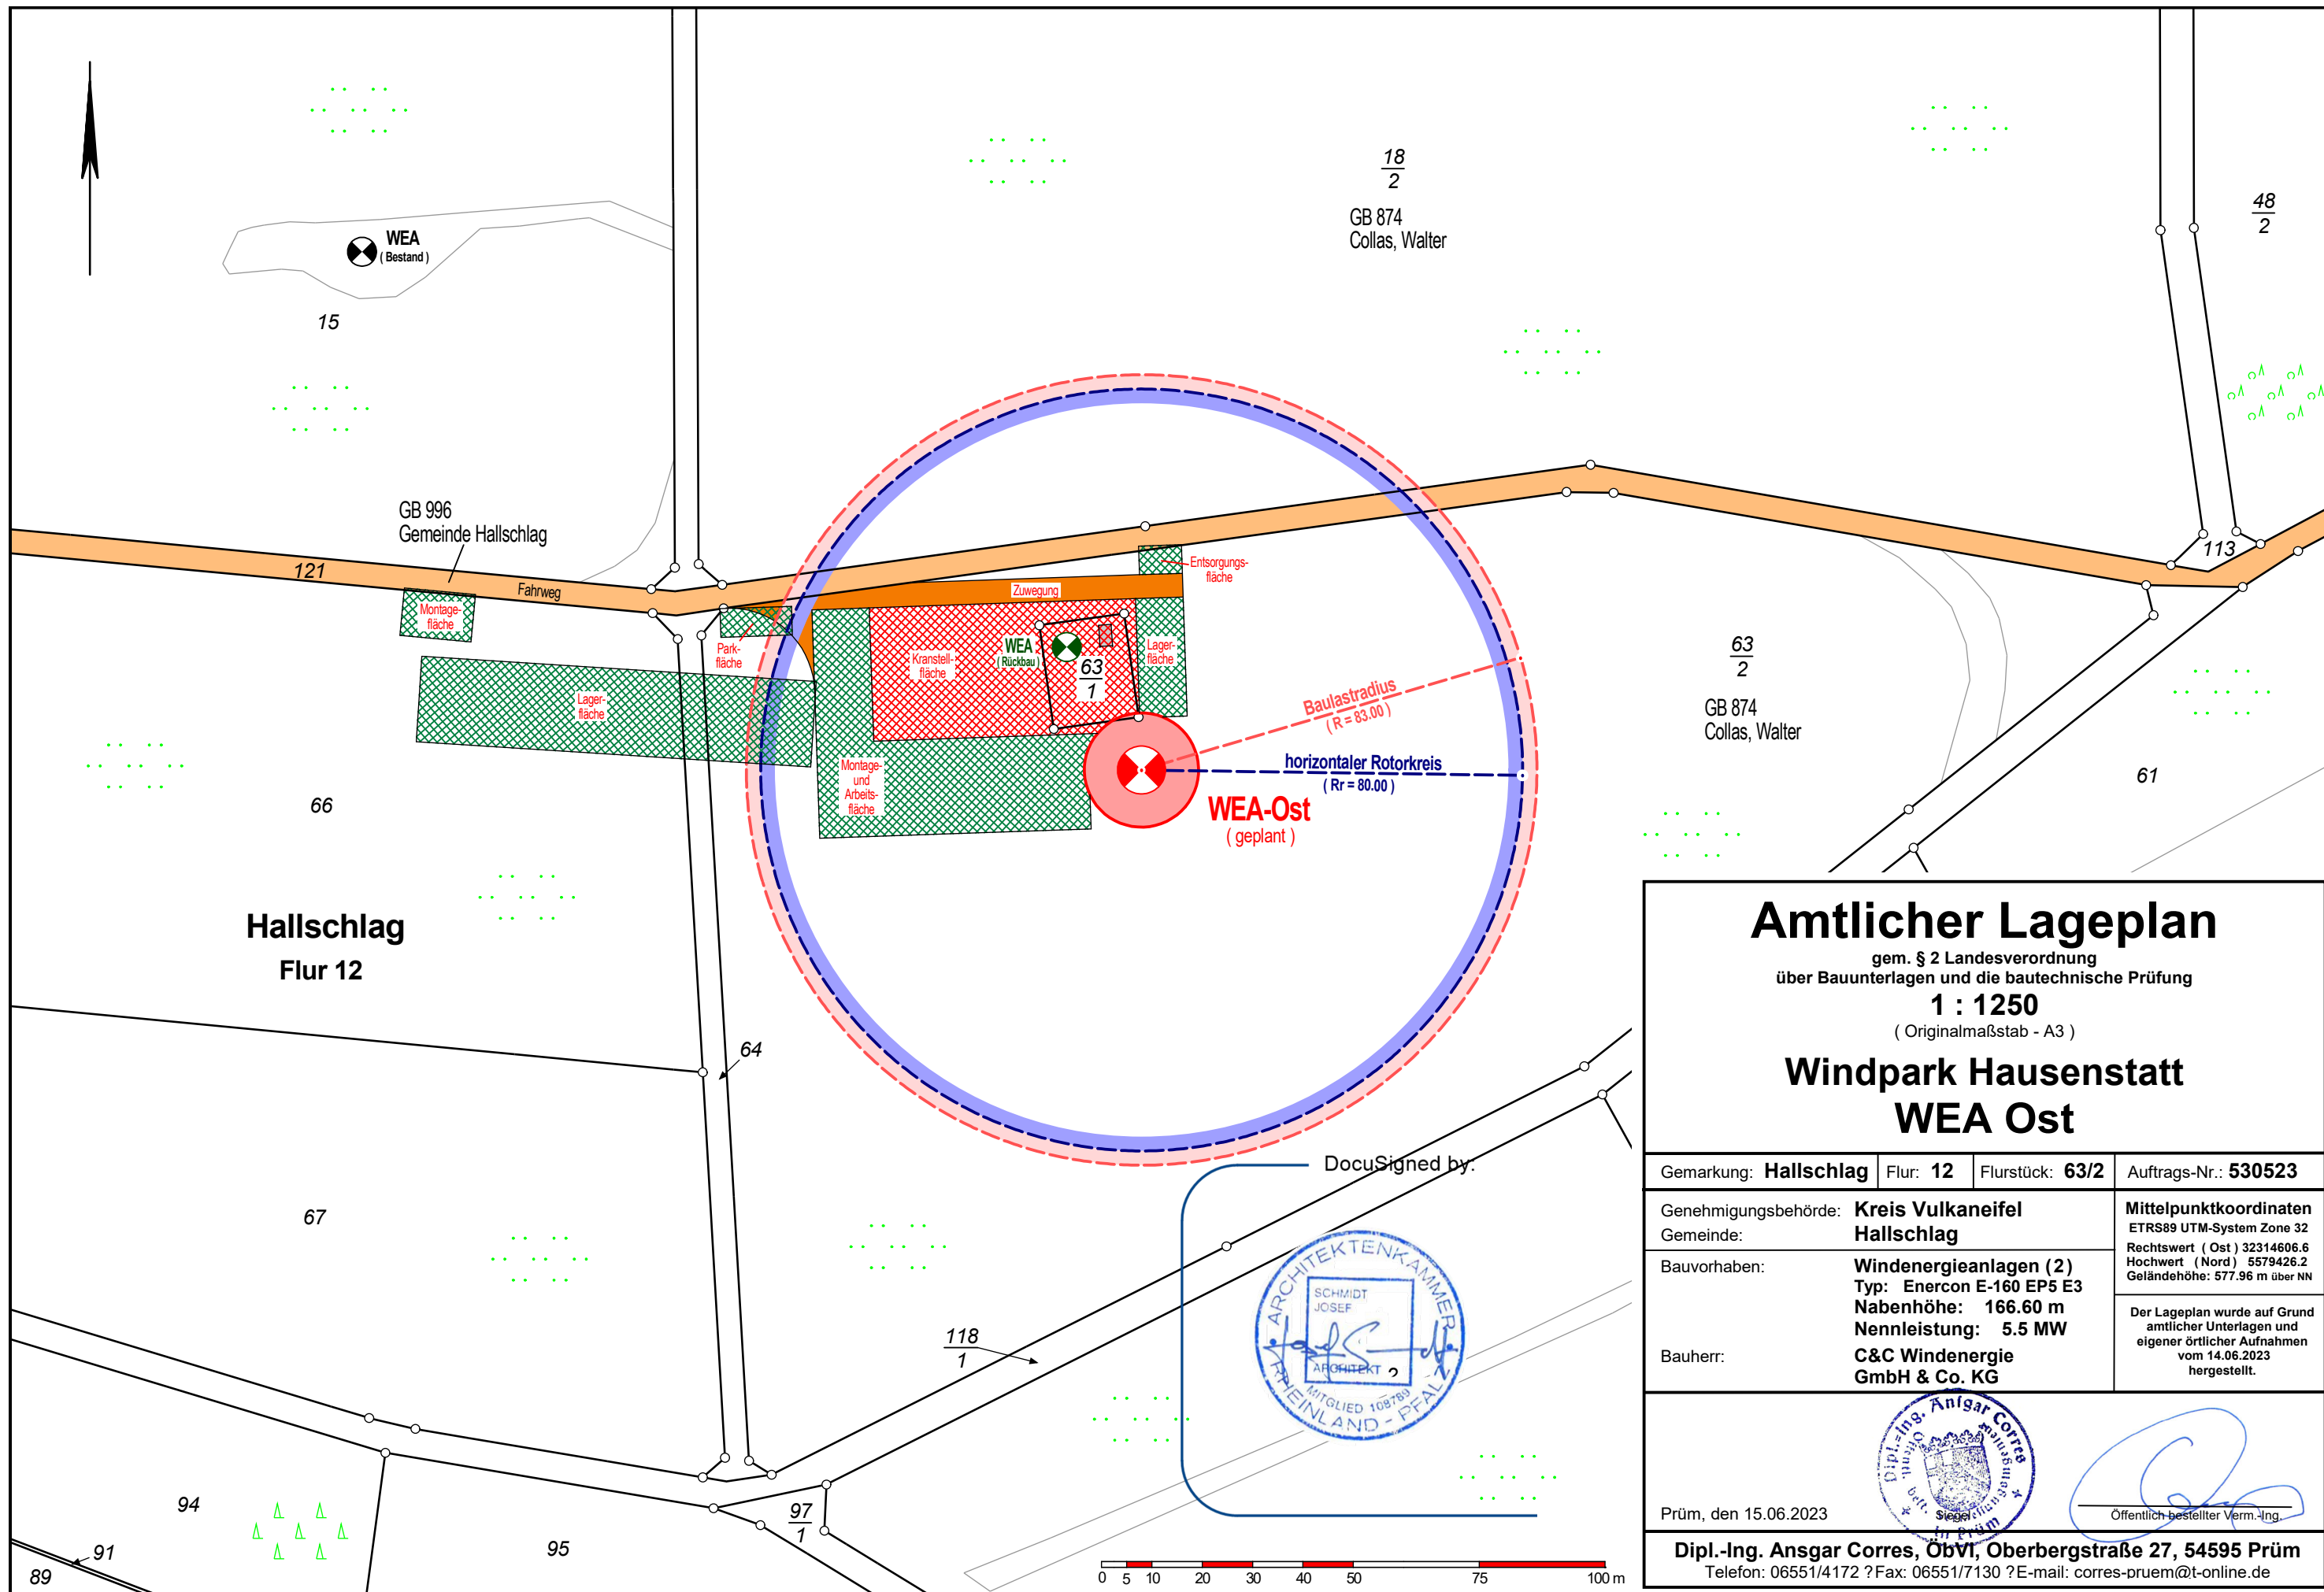 18
2
GB 874
Collas, Walter
48
2
WEA
( Bestand )
15
GB 996
Gemeinde Hallschlag
121
Fahrweg
113
Montage-
fläche
Park-
fläche
Lager-
fläche
Zuwegung
Entsorgungs-
fläche
Kranstell-
fläche
WEA
( Rückbau )
63
1
Lager-
fläche
Montage-
und
Arbeits-
fläche
Baulastradius
( R = 83.00 )
horizontaler Rotorkreis
( Rr = 80.00 )
WEA-Ost
( geplant )
63
2
GB 874
Collas, Walter
61
66
Hallschlag
Flur 12
64
67
118
1
94
95
97
1
91
89
DocuSigned by:
ARCHITEKTENKAMMER
SCHMIDT
JOSEF
ARCHITEKT
?
MITGLIED 108789
RHEINLAND - PFALZ
0 5 10 20 30 40 50 75 100 m
Amtlicher Lageplan
gem. § 2 Landesverordnung
über Bauunterlagen und die bautechnische Prüfung
1 : 1250
( Originalmaßstab - A3 )
Windpark Hausenstatt
WEA Ost
Gemarkung: Hallschlag Flur: 12 Flurstück: 63/2 Auftrags-Nr.: 530523
Genehmigungsbehörde: Kreis Vulkaneifel
Gemeinde: Hallschlag
Mittelpunktkoordinaten
ETRS89 UTM-System Zone 32
Rechtswert ( Ost ) 32314606.6
Hochwert ( Nord ) 5579426.2
Geländehöhe: 577.96 m über NN
Bauvorhaben: Windenergieanlagen (2)
Typ: Enercon E-160 EP5 E3
Nabenhöhe: 166.60 m
Nennleistung: 5.5 MW
Bauherr: C&C Windenergie
GmbH & Co. KG
Der Lageplan wurde auf Grund
amtlicher Unterlagen und
eigener örtlicher Aufnahmen
vom 14.06.2023
hergestellt.
Dipl.=Ing. Ansgar Corres
in Prüm
Prüm, den 15.06.2023
Siegel
Öffentlich bestellter Verm.-Ing.
Dipl.-Ing. Ansgar Corres, ÖbVI, Oberbergstraße 27, 54595 Prüm
Telefon: 06551/4172 ?Fax: 06551/7130 ?E-mail: corres-pruem@t-online.de